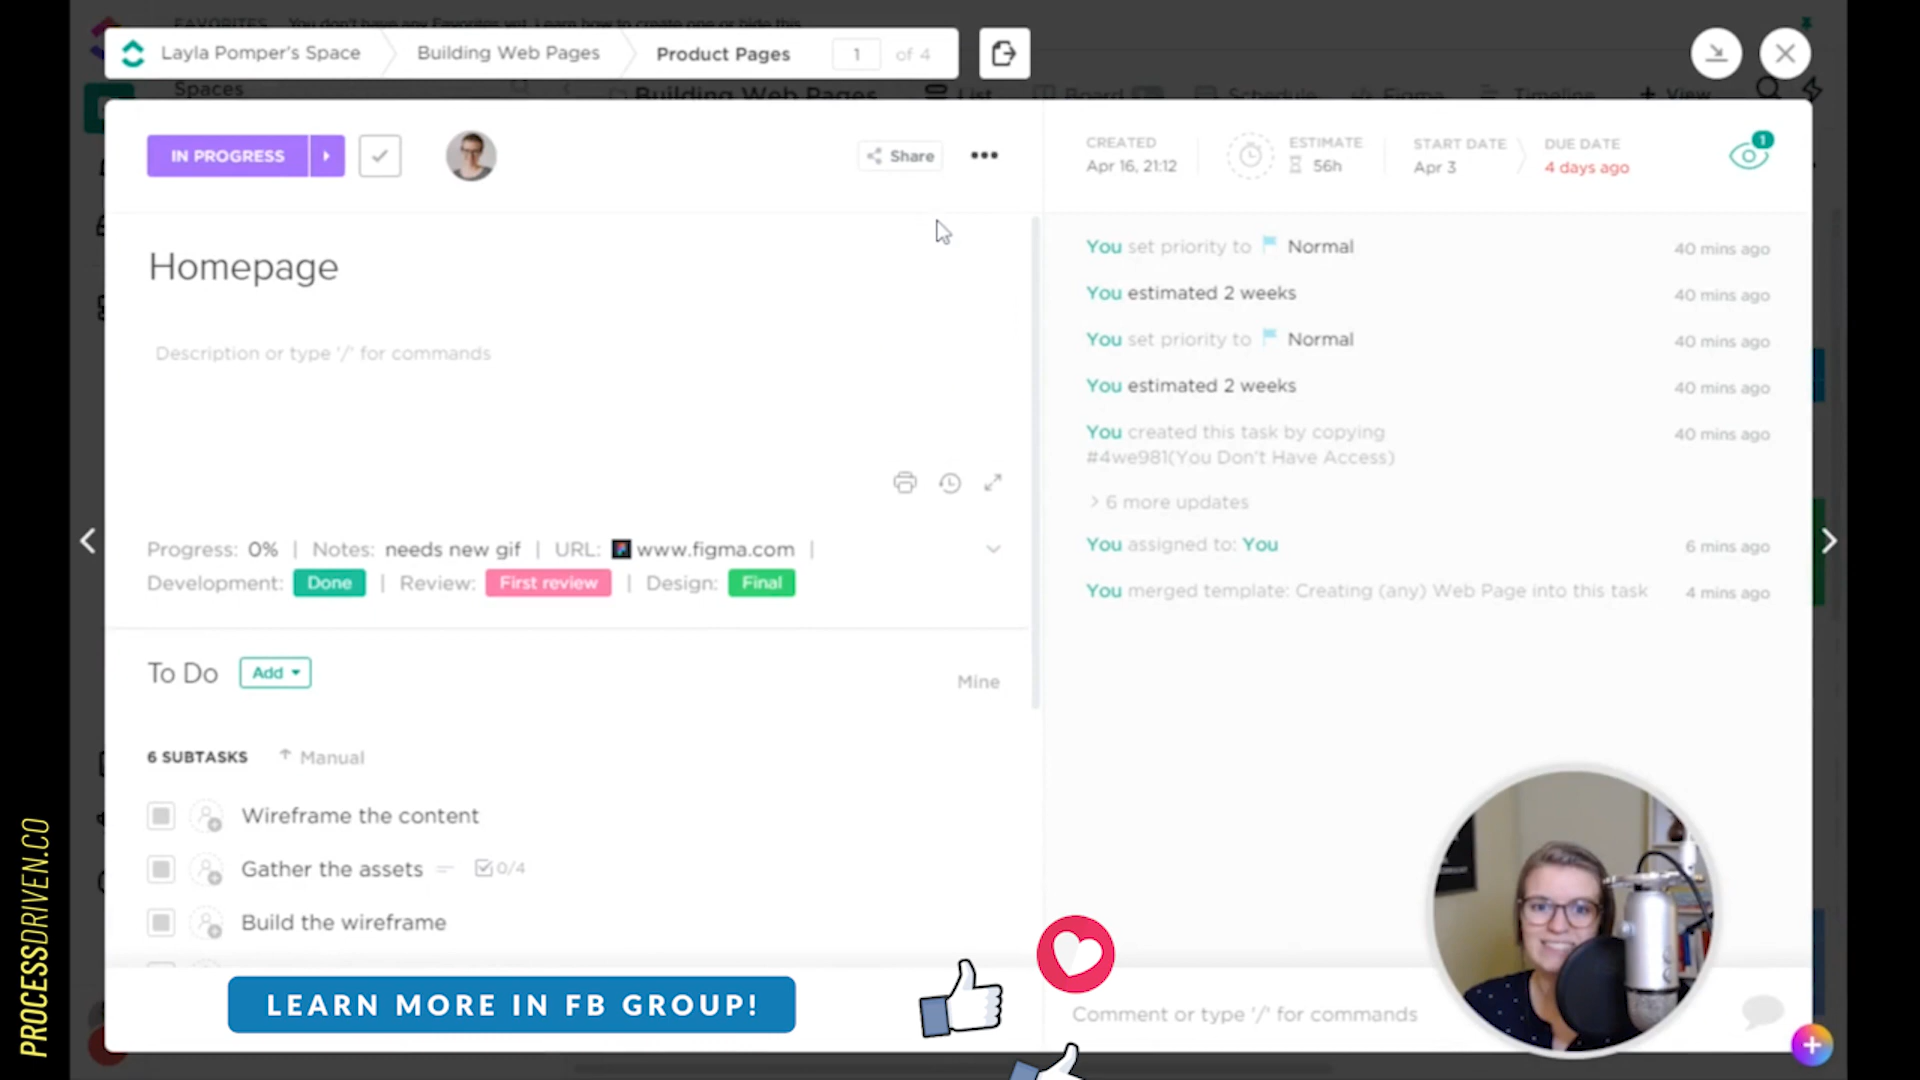 FAVORITES You don't have any Favorites yet. Learn how to create one or hide this
Layla Pomper's Space Building Web Pages Product Pages 1 of 4
Spaces Building Web Pages List Board Schedule Figma Timeline + View
IN PROGRESS Share
CREATED ESTIMATE START DATE DUE DATE 1
Apr 16, 21:12 56h Apr 3 4 days ago
Homepage
Description or type '/' for commands
Progress: 0% | Notes: needs new gif | URL: www.figma.com |
Development: Done | Review: First review | Design: Final
To Do Add
Mine
6 SUBTASKS Manual
Wireframe the content
Gather the assets 0/4
Build the wireframe
You set priority to Normal 40 mins ago
You estimated 2 weeks 40 mins ago
You set priority to Normal 40 mins ago
You estimated 2 weeks 40 mins ago
You created this task by copying 40 mins ago
#4we981(You Don't Have Access)
> 6 more updates
You assigned to: You 6 mins ago
You merged template: Creating (any) Web Page into this task 4 mins ago
Comment or type '/' for commands
LEARN MORE IN FB GROUP!
PROCESSDRIVEN.CO